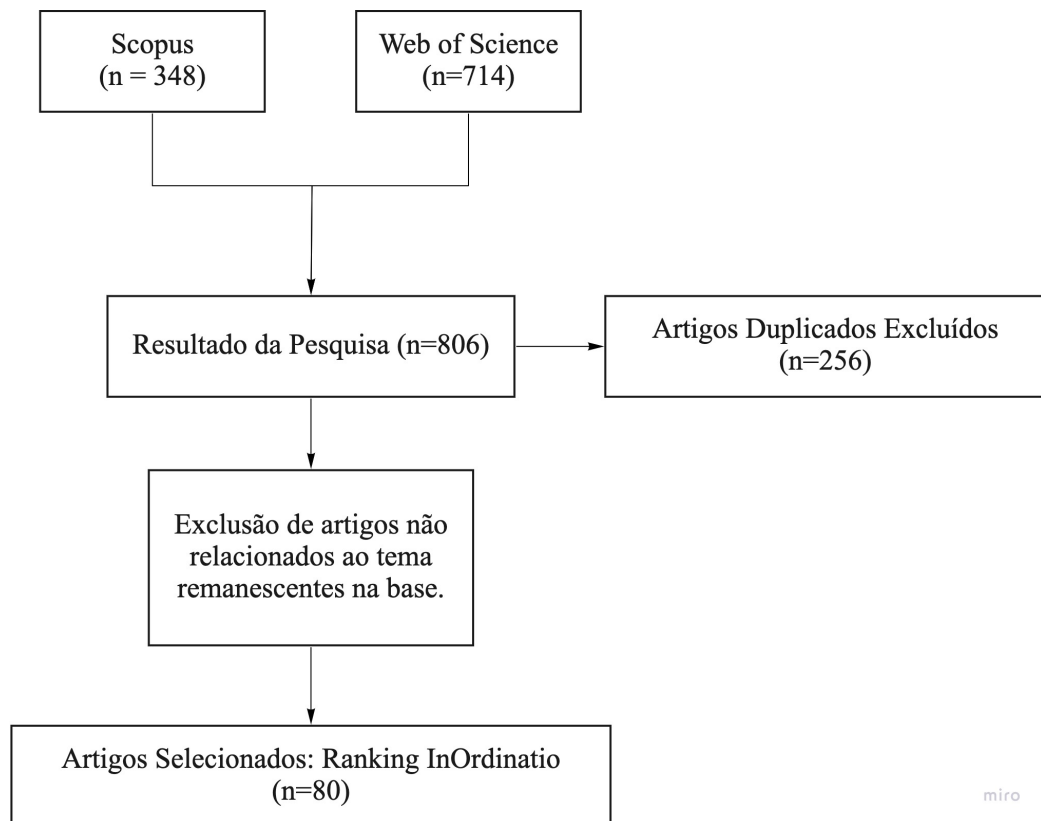 Scopus
(n = 348)
Web of Science
(n=714)
Resultado da Pesquisa (n=806)
Artigos Duplicados Excluídos
(n=256)
Exclusão de artigos não
relacionados ao tema
remanescentes na base.
Artigos Selecionados: Ranking InOrdinatio
(n=80)
miro